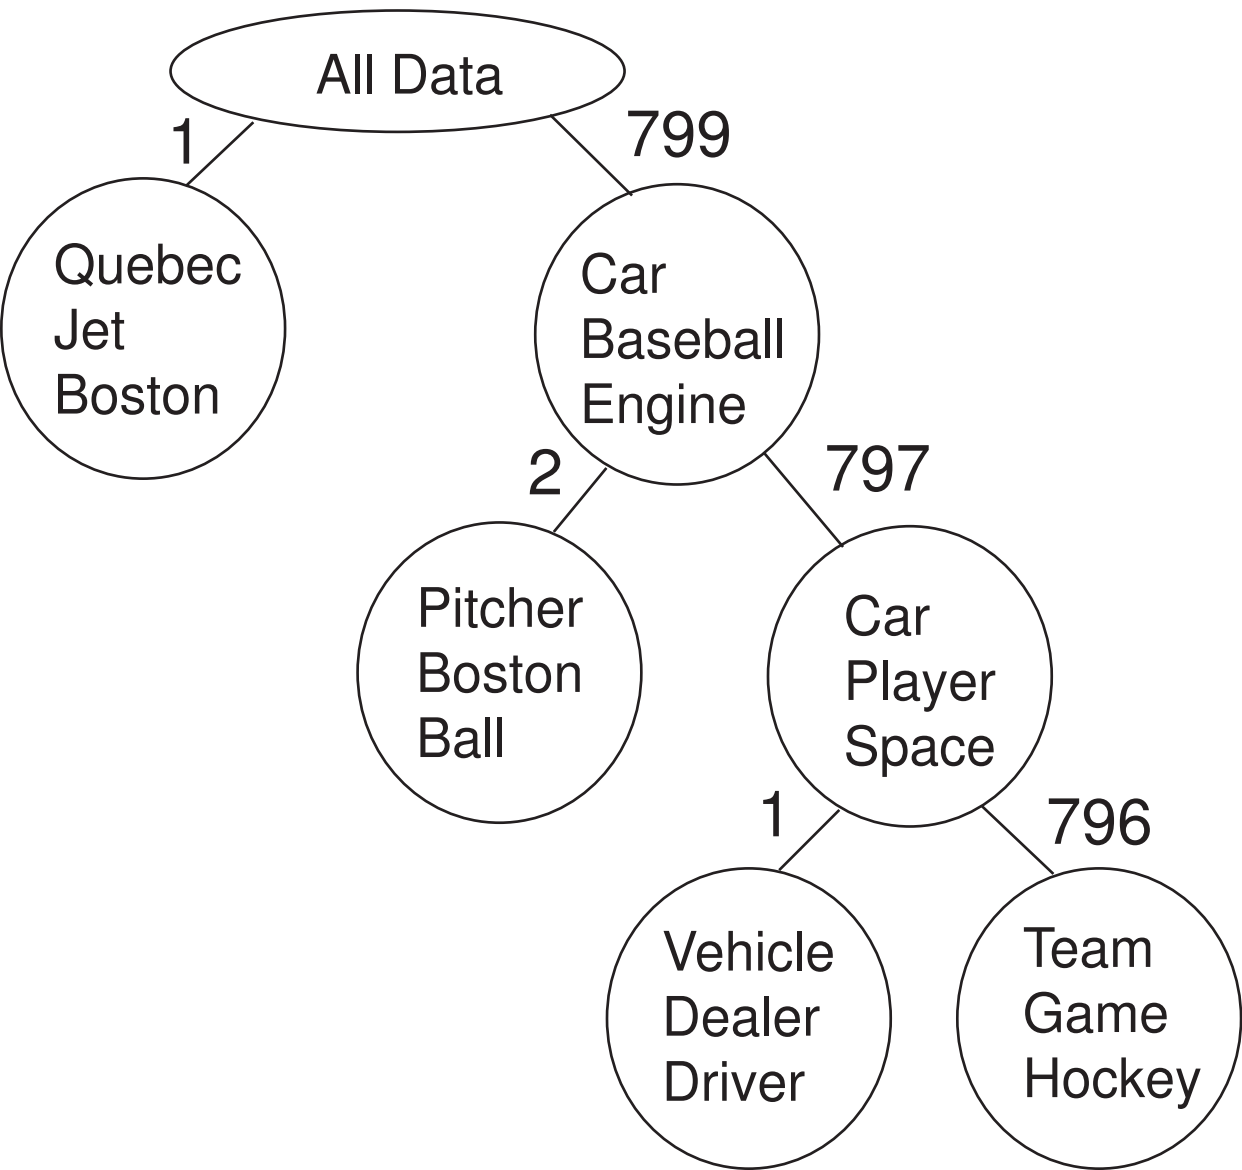 All Data
1
799
Quebec
Jet
Boston
Car
Baseball
Engine
2
797
Pitcher
Boston
Ball
Car
Player
Space
1
796
Vehicle
Dealer
Driver
Team
Game
Hockey